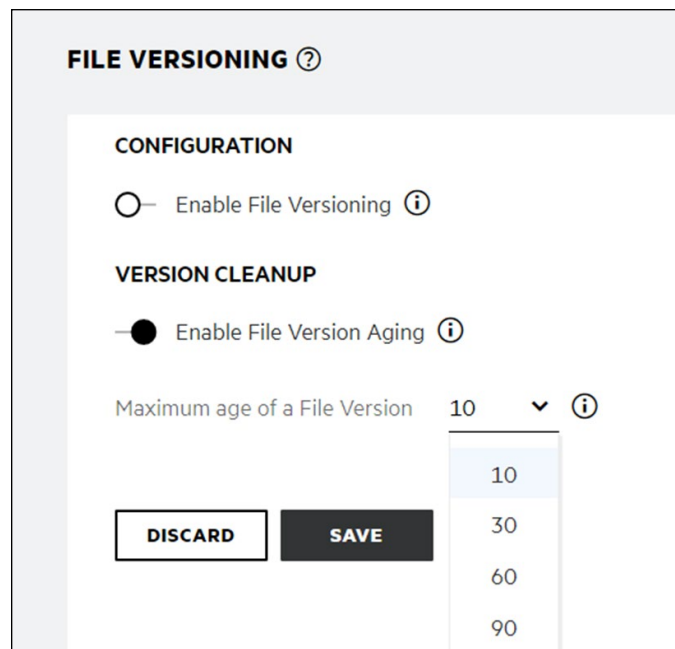 FILE VERSIONING
CONFIGURATION
Enable File Versioning
VERSION CLEANUP
Enable File Version Aging
Maximum age of a File Version 10
10
30
60
90
DISCARD SAVE